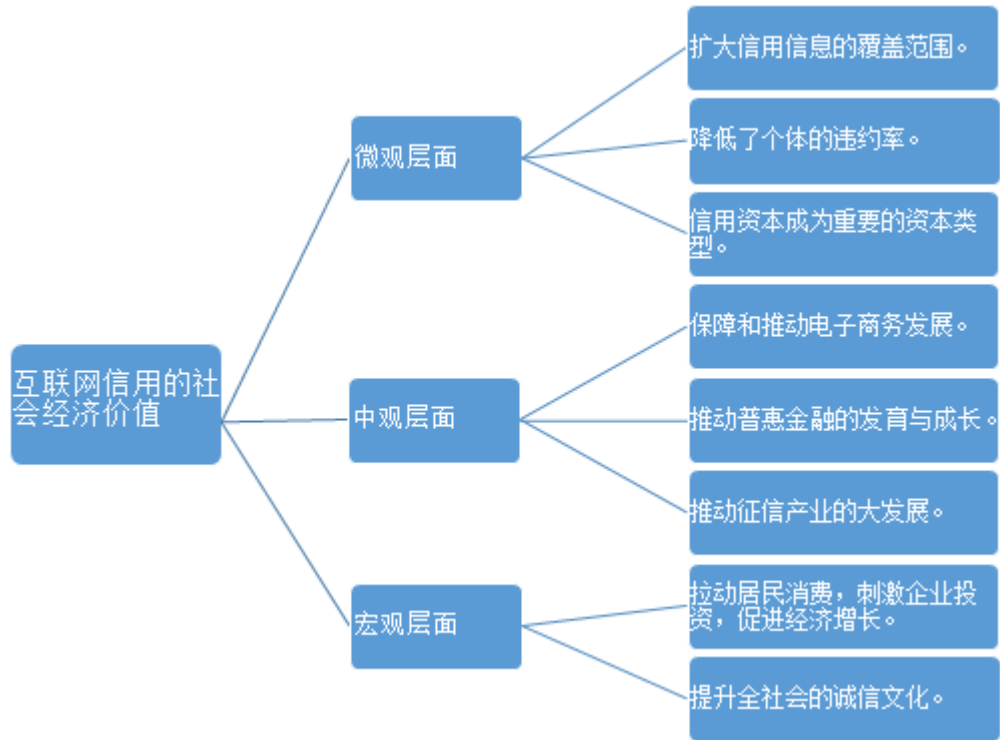 扩大信用信息的覆盖范围。
微观层面
降低了个体的违约率。
信用资本成为重要的资本类
型。
互联网信用的社
会经济价值
中观层面
保障和推动电子商务发展。
推动普惠金融的发育与成长。
推动征信产业的大发展。
宏观层面
拉动居民消费，刺激企业投
资，促进经济增长。
提升全社会的诚信文化。